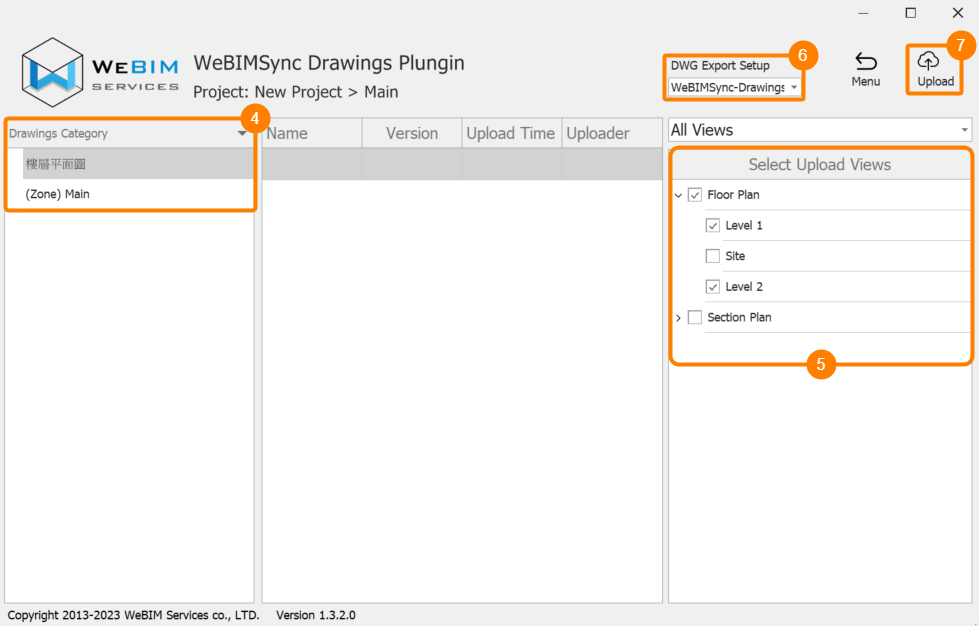 WEBIM
SERVICES
WeBIMSync Drawings Plungin
Project: New Project > Main
DWG Export Setup
WeBIMSync-Drawings
6
Menu
7
Upload
Drawings Category
4
Name
Version
Upload Time
Uploader
All Views
樓層平面圖
(Zone) Main
Select Upload Views
Floor Plan
Level 1
Site
Level 2
Section Plan
5
Copyright 2013-2023 WeBIM Services co., LTD.
Version 1.3.2.0